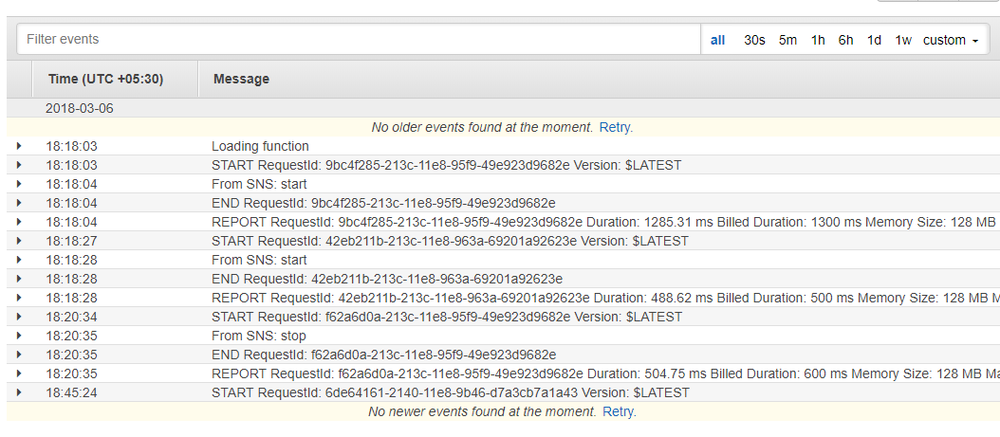 Filter events all 30s 5m 1h 6h 1d 1w custom
Time (UTC +05:30) Message
2018-03-06
No older events found at the moment. Retry.
18:18:03 Loading function
18:18:03 START RequestId: 9bc4f285-213c-11e8-95f9-49e923d9682e Version: $LATEST
18:18:04 From SNS: start
18:18:04 END RequestId: 9bc4f285-213c-11e8-95f9-49e923d9682e
18:18:04 REPORT RequestId: 9bc4f285-213c-11e8-95f9-49e923d9682e Duration: 1285.31 ms Billed Duration: 1300 ms Memory Size: 128 MB
18:18:27 START RequestId: 42eb211b-213c-11e8-963a-69201a92623e Version: $LATEST
18:18:28 From SNS: start
18:18:28 END RequestId: 42eb211b-213c-11e8-963a-69201a92623e
18:18:28 REPORT RequestId: 42eb211b-213c-11e8-963a-69201a92623e Duration: 488.62 ms Billed Duration: 500 ms Memory Size: 128 MB M
18:20:34 START RequestId: f62a6d0a-213c-11e8-95f9-49e923d9682e Version: $LATEST
18:20:35 From SNS: stop
18:20:35 END RequestId: f62a6d0a-213c-11e8-95f9-49e923d9682e
18:20:35 REPORT RequestId: f62a6d0a-213c-11e8-95f9-49e923d9682e Duration: 504.75 ms Billed Duration: 600 ms Memory Size: 128 MB Ma
18:45:24 START RequestId: 6de64161-2140-11e8-9b46-d7a3cb7a1a43 Version: $LATEST
No newer events found at the moment. Retry.